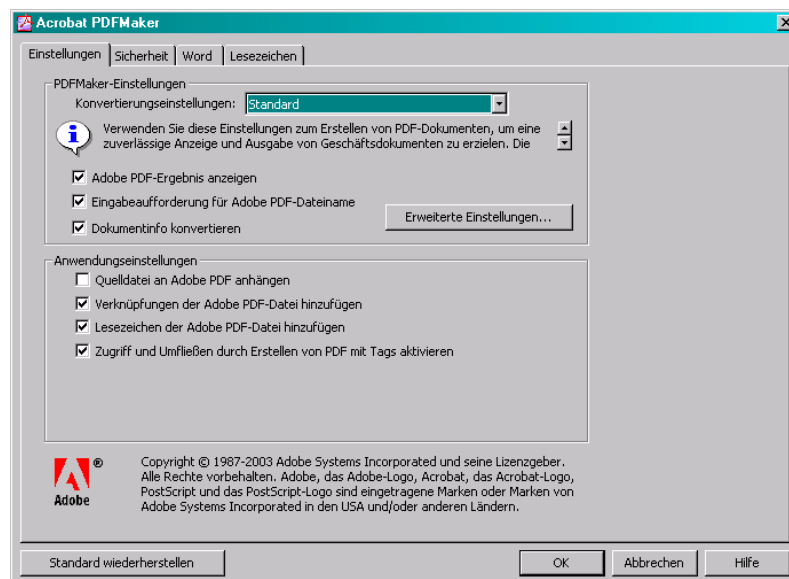 Acrobat PDFMaker
Einstellungen Sicherheit Word Lesezeichen
PDFMaker-Einstellungen
Konvertierungseinstellungen: Standard
Verwenden Sie diese Einstellungen zum Erstellen von PDF-Dokumenten, um eine
zuverlässige Anzeige und Ausgabe von Geschäftsdokumenten zu erzielen. Die
Adobe PDF-Ergebnis anzeigen
Eingabeaufforderung für Adobe PDF-Dateiname
Erweiterte Einstellungen...
Dokumentinfo konvertieren
Anwendungseinstellungen
Quelldatei an Adobe PDF anhängen
Verknüpfungen der Adobe PDF-Datei hinzufügen
Lesezeichen der Adobe PDF-Datei hinzufügen
Zugriff und Umfließen durch Erstellen von PDF mit Tags aktivieren
®
Adobe
Copyright © 1987-2003 Adobe Systems Incorporated und seine Lizenzgeber.
Alle Rechte vorbehalten. Adobe, das Adobe-Logo, Acrobat, das Acrobat-Logo,
PostScript und das PostScript-Logo sind eingetragene Marken oder Marken von
Adobe Systems Incorporated in den USA und/oder anderen Ländern.
Standard wiederherstellen OK Abbrechen Hilfe